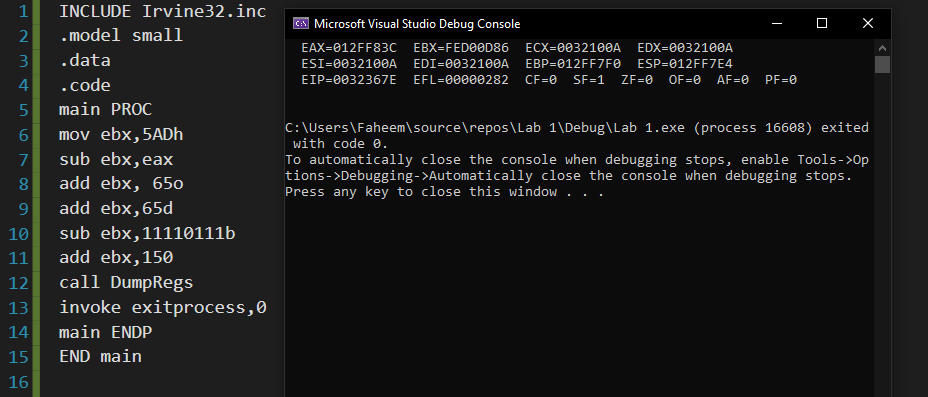 1 INCLUDE Irvine32.inc
2 .model small
3 .data
4 .code
5 main PROC
6 mov ebx,5ADh
7 sub ebx,eax
8 add ebx, 65o
9 add ebx,65d
10 sub ebx,11110111b
11 add ebx,150
12 call DumpRegs
13 invoke exitprocess,0
14 main ENDP
15 END main
16
Microsoft Visual Studio Debug Console
EAX=012FF83C EBX=FED00D86 ECX=0032100A EDX=0032100A
ESI=0032100A EDI=0032100A EBP=012FF7F0 ESP=012FF7E4
EIP=0032367E EFL=00000282 CF=0 SF=1 ZF=0 OF=0 AF=0 PF=0
C:\Users\Faheem\source\repos\Lab 1\Debug\Lab 1.exe (process 16608) exited
with code 0.
To automatically close the console when debugging stops, enable Tools->Op
tions->Debugging->Automatically close the console when debugging stops.
Press any key to close this window . . .